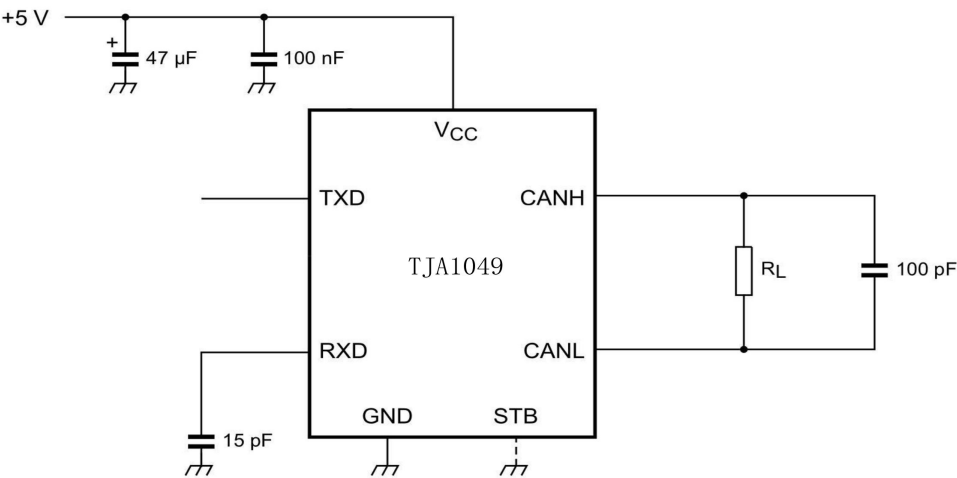 +5 V
+
47 µF
100 nF
VCC
TXD
CANH
TJA1049
RL
100 pF
RXD
CANL
GND
STB
15 pF